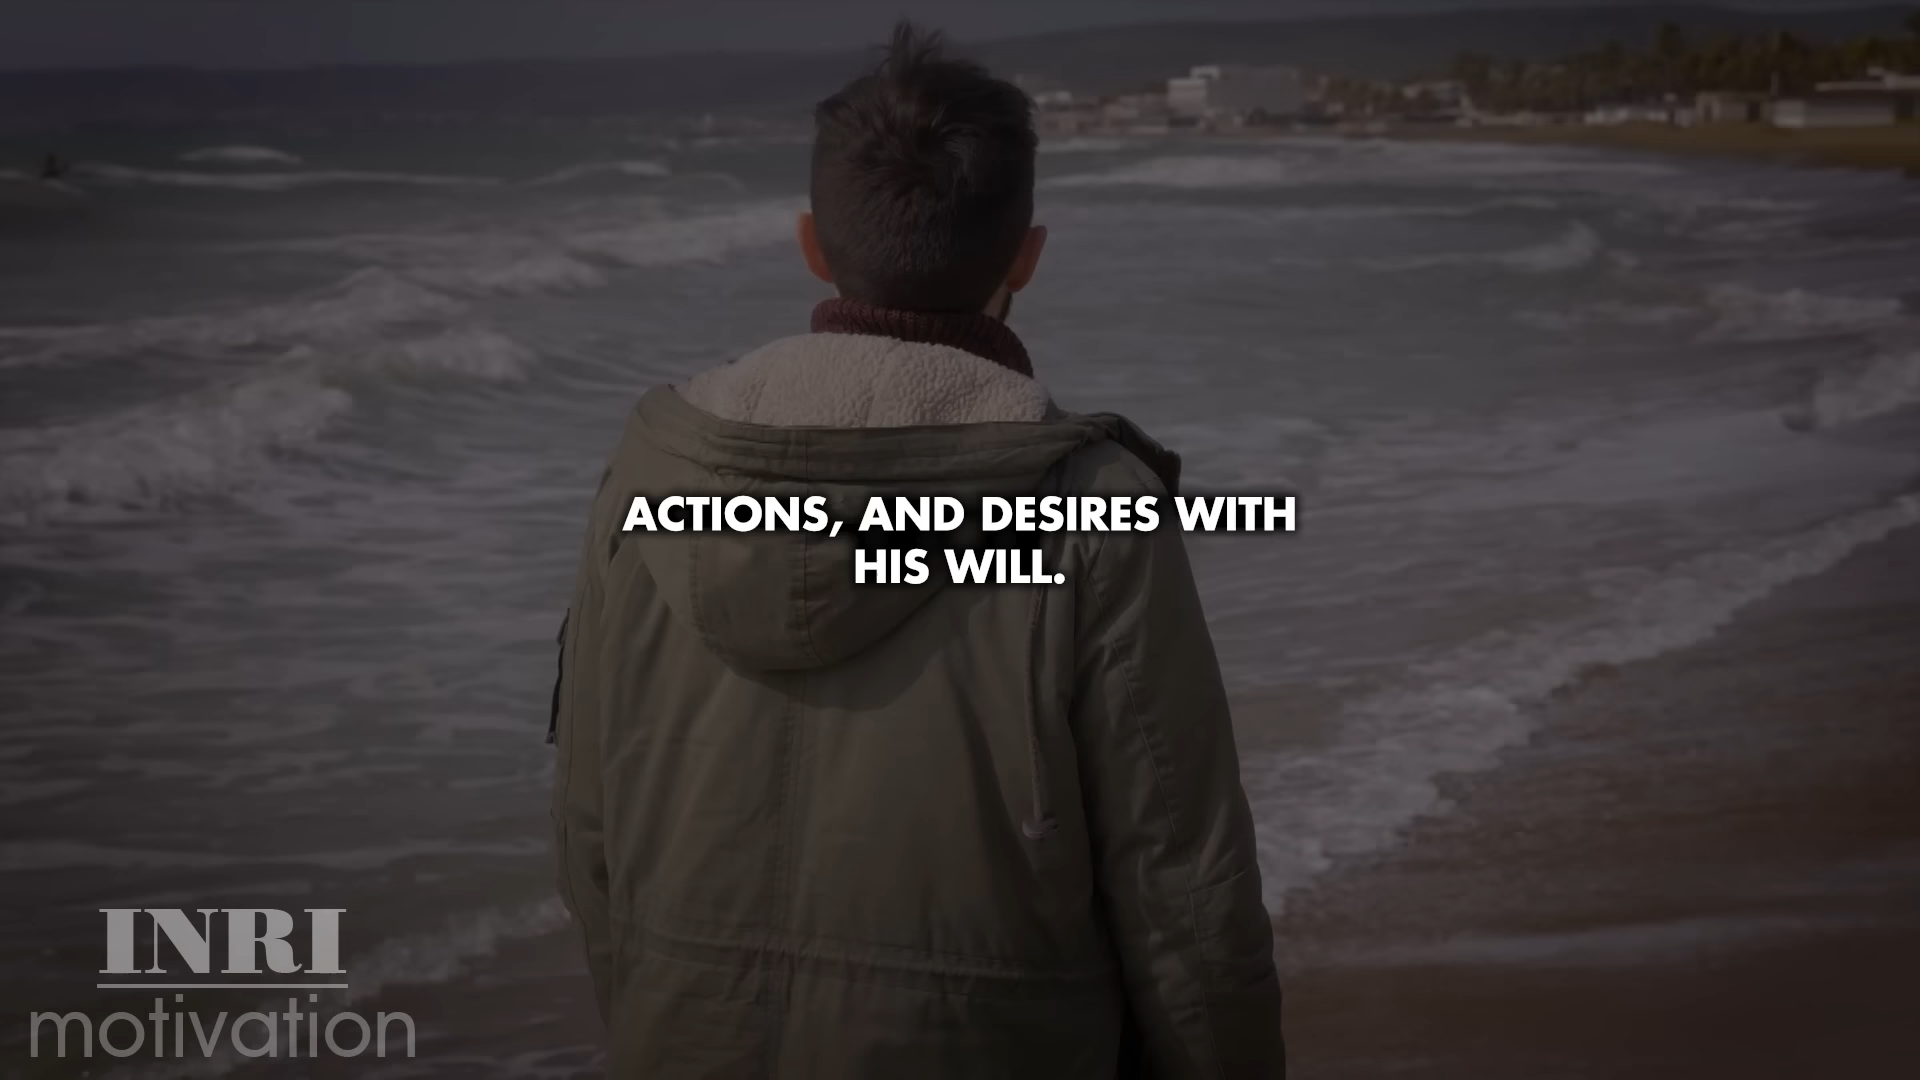 ACTIONS, AND DESIRES WITH
HIS WILL.
INRI
motivation